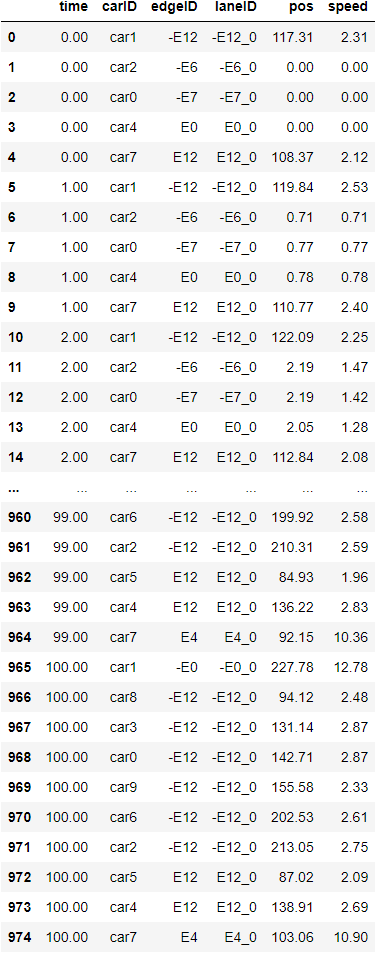 time carID edgeID laneID pos speed
0 0.00 car1 -E12 -E12_0 117.31 2.31
1 0.00 car2 -E6 -E6_0 0.00 0.00
2 0.00 car0 -E7 -E7_0 0.00 0.00
3 0.00 car4 E0 E0_0 0.00 0.00
4 0.00 car7 E12 E12_0 108.37 2.12
5 1.00 car1 -E12 -E12_0 119.84 2.53
6 1.00 car2 -E6 -E6_0 0.71 0.71
7 1.00 car0 -E7 -E7_0 0.77 0.77
8 1.00 car4 E0 E0_0 0.78 0.78
9 1.00 car7 E12 E12_0 110.77 2.40
10 2.00 car1 -E12 -E12_0 122.09 2.25
11 2.00 car2 -E6 -E6_0 2.19 1.47
12 2.00 car0 -E7 -E7_0 2.19 1.42
13 2.00 car4 E0 E0_0 2.05 1.28
14 2.00 car7 E12 E12_0 112.84 2.08
... ... ... ... ... ... ...
960 99.00 car6 -E12 -E12_0 199.92 2.58
961 99.00 car2 -E12 -E12_0 210.31 2.59
962 99.00 car5 E12 E12_0 84.93 1.96
963 99.00 car4 E12 E12_0 136.22 2.83
964 99.00 car7 E4 E4_0 92.15 10.36
965 100.00 car1 -E0 -E0_0 227.78 12.78
966 100.00 car8 -E12 -E12_0 94.12 2.48
967 100.00 car3 -E12 -E12_0 131.14 2.87
968 100.00 car0 -E12 -E12_0 142.71 2.87
969 100.00 car9 -E12 -E12_0 155.58 2.33
970 100.00 car6 -E12 -E12_0 202.53 2.61
971 100.00 car2 -E12 -E12_0 213.05 2.75
972 100.00 car5 E12 E12_0 87.02 2.09
973 100.00 car4 E12 E12_0 138.91 2.69
974 100.00 car7 E4 E4_0 103.06 10.90